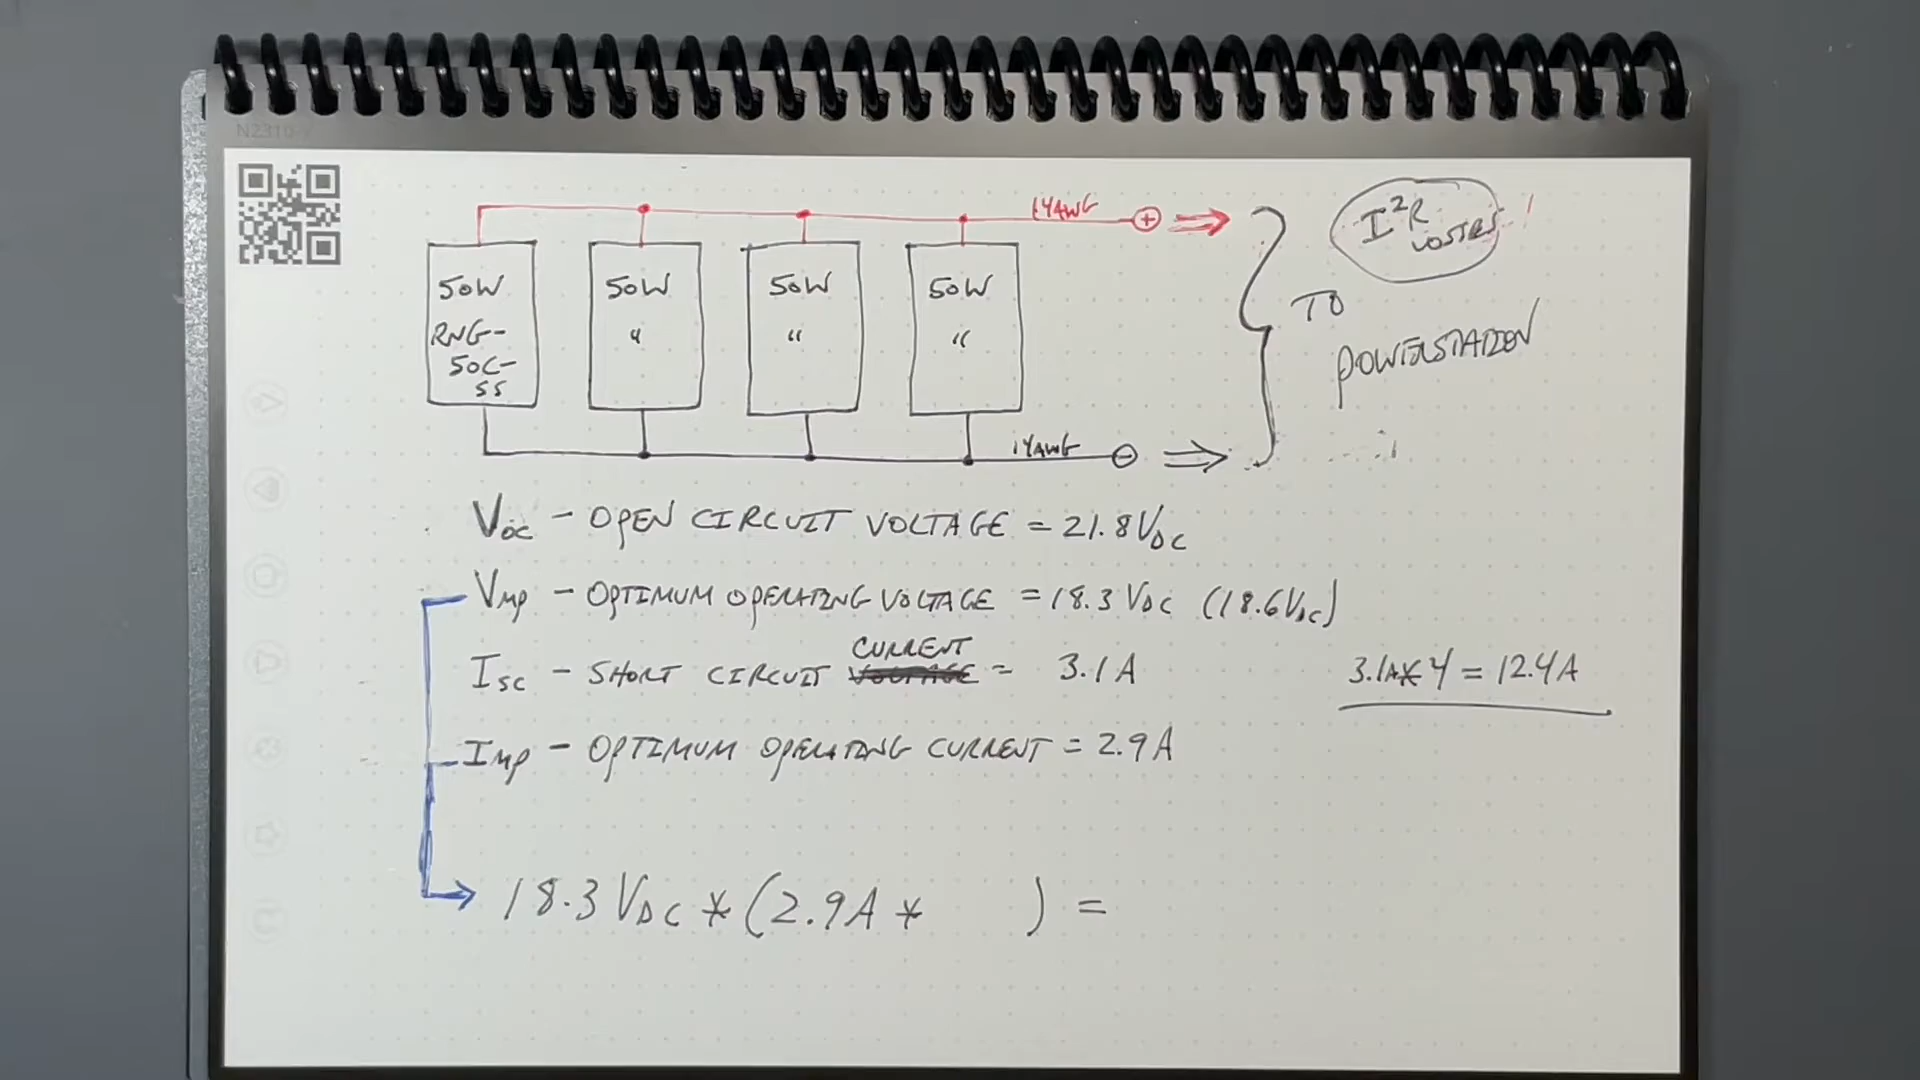 N2310-V
14AWG +
I²R
LOSSES!
50W
RNG-
50C-
SS
50W
"
50W
"
50W
"
TO
POWERSTATION
14AWG -
Voc - OPEN CIRCUIT VOLTAGE = 21.8VDC
Vmp - OPTIMUM OPERATING VOLTAGE = 18.3 VDC (18.6VDC)
CURRENT
Isc - SHORT CIRCUIT VOLTAGE = 3.1A
3.1A*4 = 12.4A
Imp - OPTIMUM OPERATING CURRENT = 2.9A
18.3 VDC * (2.9A * ) =